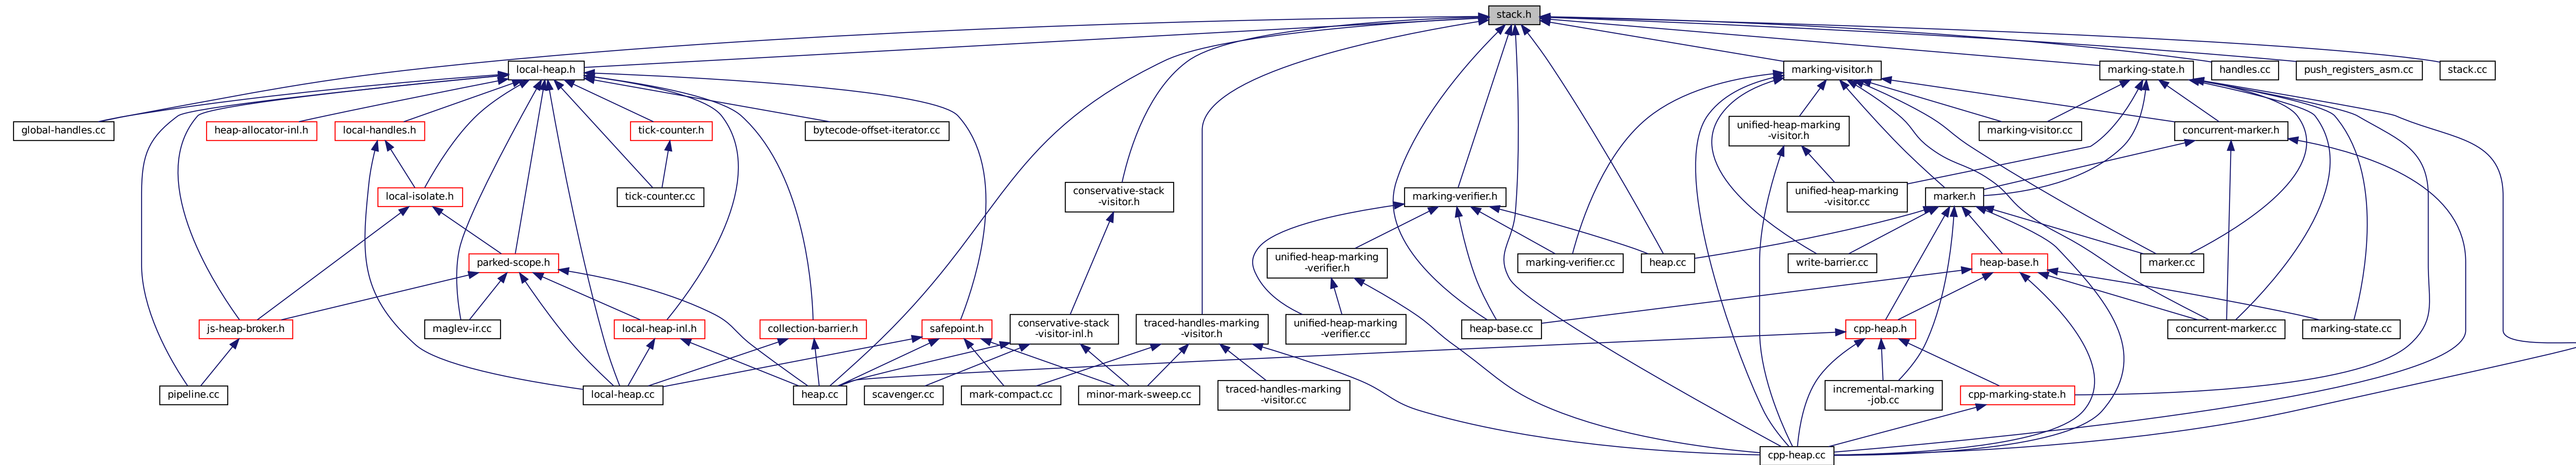 stack.h
local-heap.h
marking-visitor.h
marking-state.h
handles.cc
push_registers_asm.cc
stack.cc
global-handles.cc
heap-allocator-inl.h
local-handles.h
tick-counter.h
bytecode-offset-iterator.cc
unified-heap-marking
-visitor.h
marking-visitor.cc
concurrent-marker.h
local-isolate.h
tick-counter.cc
conservative-stack
-visitor.h
marking-verifier.h
unified-heap-marking
-visitor.cc
marker.h
parked-scope.h
unified-heap-marking
-verifier.h
marking-verifier.cc
heap.cc
write-barrier.cc
heap-base.h
marker.cc
js-heap-broker.h
maglev-ir.cc
local-heap-inl.h
collection-barrier.h
safepoint.h
conservative-stack
-visitor-inl.h
traced-handles-marking
-visitor.h
unified-heap-marking
-verifier.cc
heap-base.cc
cpp-heap.h
concurrent-marker.cc
marking-state.cc
pipeline.cc
local-heap.cc
heap.cc
scavenger.cc
mark-compact.cc
minor-mark-sweep.cc
traced-handles-marking
-visitor.cc
incremental-marking
-job.cc
cpp-marking-state.h
cpp-heap.cc